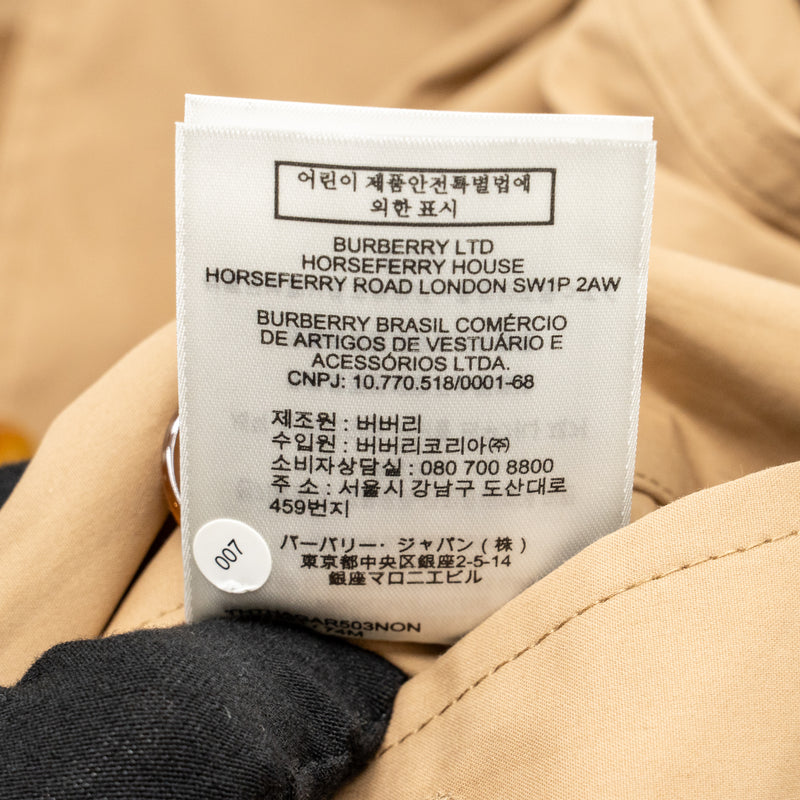 어린이 제품안전특별법에
의한 표시
BURBERRY LTD
HORSEFERRY HOUSE
HORSEFERRY ROAD LONDON SW1P 2AW
BURBERRY BRASIL COMÉRCIO
DE ARTIGOS DE VESTUÁRIO E
ACESSÓRIOS LTDA.
CNPJ: 10.770.518/0001-68
제조원 : 버버리
수입원 : 버버리코리아㈜
소비자상담실 : 080 700 8800
주 소 : 서울시 강남구 도산대로
459번지
バーバリー・ジャパン ( 株 )
東京都中央区銀座2-5-14
銀座マロニエビル
007
74M